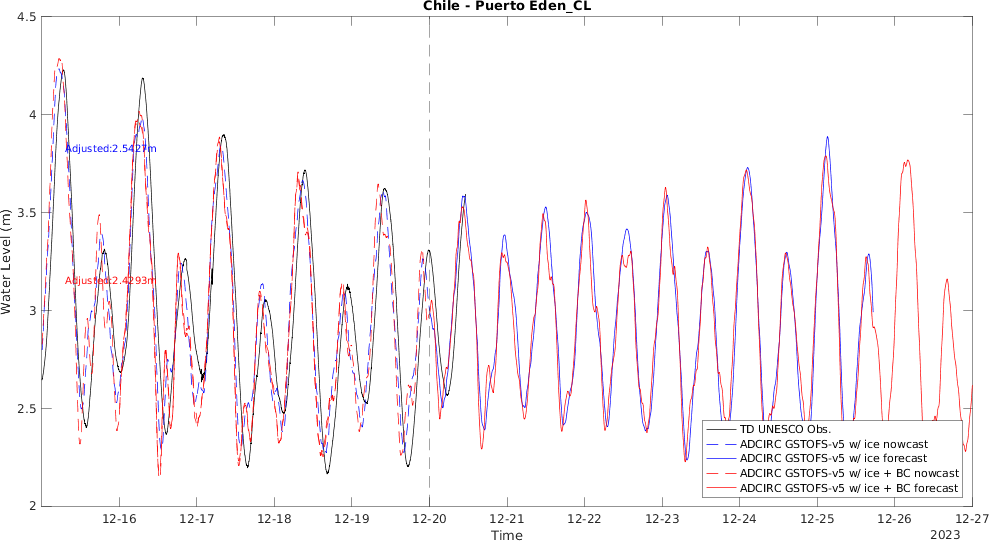 Chile - Puerto Eden_CL
4.5
4
3.5
3
2.5
2
Water Level (m)
Adjusted:2.5427m
Adjusted:2.4293m
TD UNESCO Obs.
ADCIRC GSTOFS-v5 w/ ice nowcast
ADCIRC GSTOFS-v5 w/ ice forecast
ADCIRC GSTOFS-v5 w/ ice + BC nowcast
ADCIRC GSTOFS-v5 w/ ice + BC forecast
12-16 12-17 12-18 12-19 12-20 12-21 12-22 12-23 12-24 12-25 12-26 12-27
Time
2023